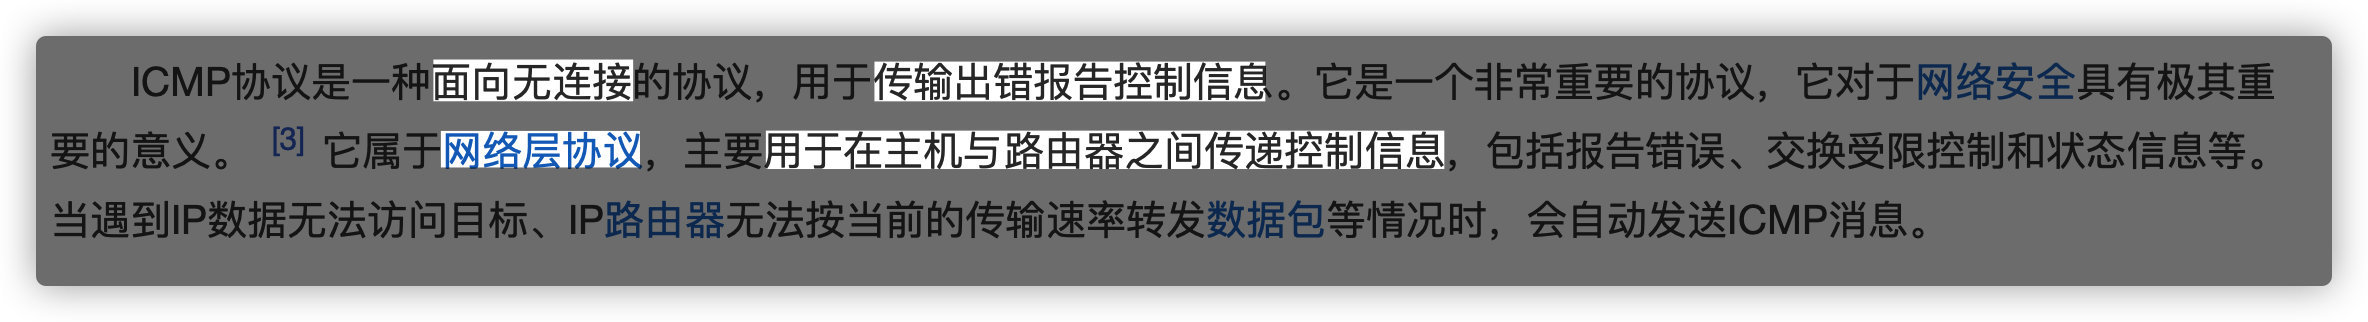 ICMP协议是一种面向无连接的协议，用于传输出错报告控制信息。它是一个非常重要的协议，它对于网络安全具有极其重
要的意义。 [3] 它属于网络层协议，主要用于在主机与路由器之间传递控制信息，包括报告错误、交换受限控制和状态信息等。
当遇到IP数据无法访问目标、IP路由器无法按当前的传输速率转发数据包等情况时，会自动发送ICMP消息。